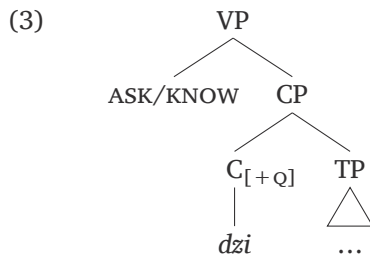 (3) VP
ASK/KNOW CP
C[+Q] TP
dzi ...